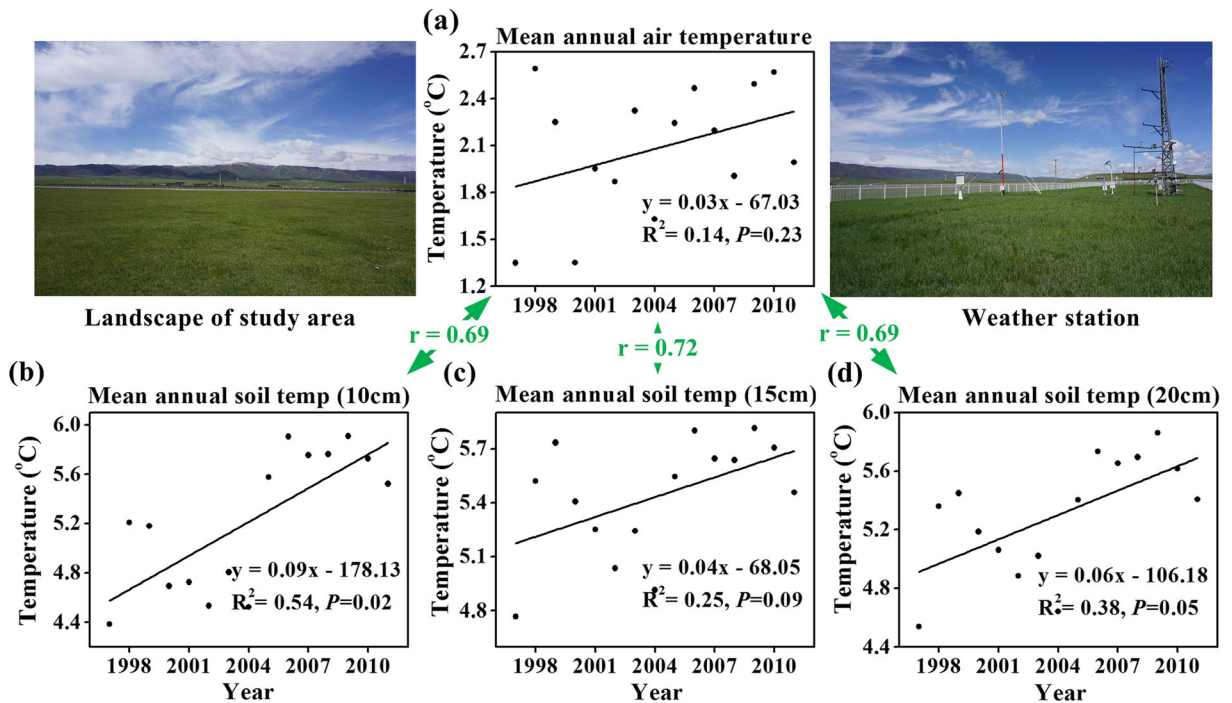 (a)
Mean annual air temperature
Temperature (°C)
2.7
2.4
2.1
1.8
1.5
1.2
y = 0.03x - 67.03
R²= 0.14, P=0.23
1998 2001 2004 2007 2010
Landscape of study area
Weather station
r = 0.69
r = 0.72
r = 0.69
(b)
Mean annual soil temp (10cm)
Temperature (°C)
6.0
5.6
5.2
4.8
4.4
y = 0.09x - 178.13
R²= 0.54, P=0.02
1998 2001 2004 2007 2010
Year
(c)
Mean annual soil temp (15cm)
Temperature (°C)
5.7
5.4
5.1
4.8
y = 0.04x - 68.05
R²= 0.25, P=0.09
1998 2001 2004 2007 2010
Year
(d)
Mean annual soil temp (20cm)
Temperature (°C)
6.0
5.6
5.2
4.8
4.4
y = 0.06x - 106.18
R²= 0.38, P=0.05
1998 2001 2004 2007 2010
Year